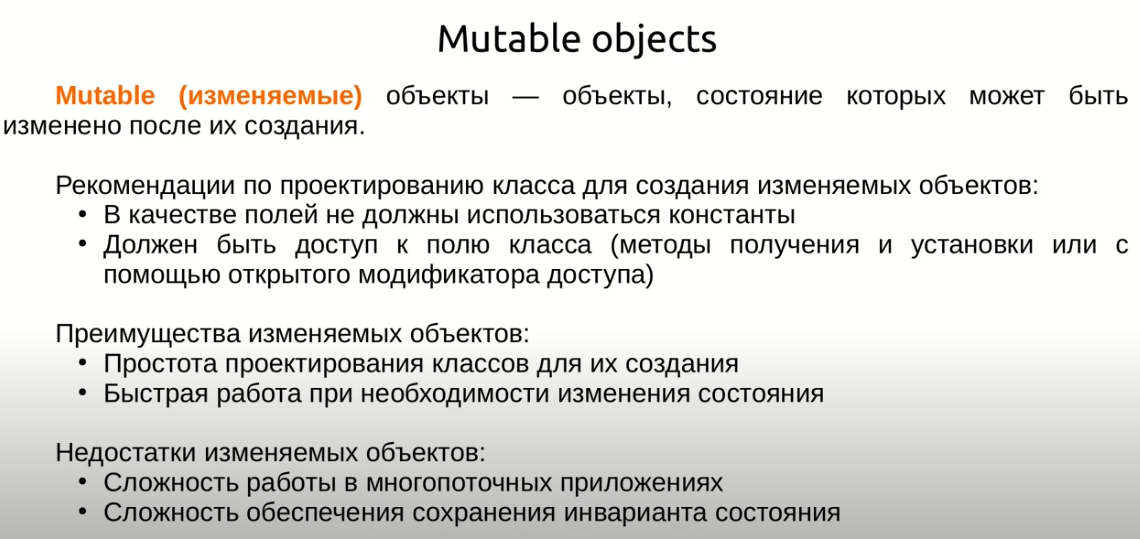 Mutable objects
Mutable (изменяемые) объекты — объекты, состояние которых может быть
изменено после их создания.
Рекомендации по проектированию класса для создания изменяемых объектов:
• В качестве полей не должны использоваться константы
• Должен быть доступ к полю класса (методы получения и установки или с
помощью открытого модификатора доступа)
Преимущества изменяемых объектов:
• Простота проектирования классов для их создания
• Быстрая работа при необходимости изменения состояния
Недостатки изменяемых объектов:
• Сложность работы в многопоточных приложениях
• Сложность обеспечения сохранения инварианта состояния